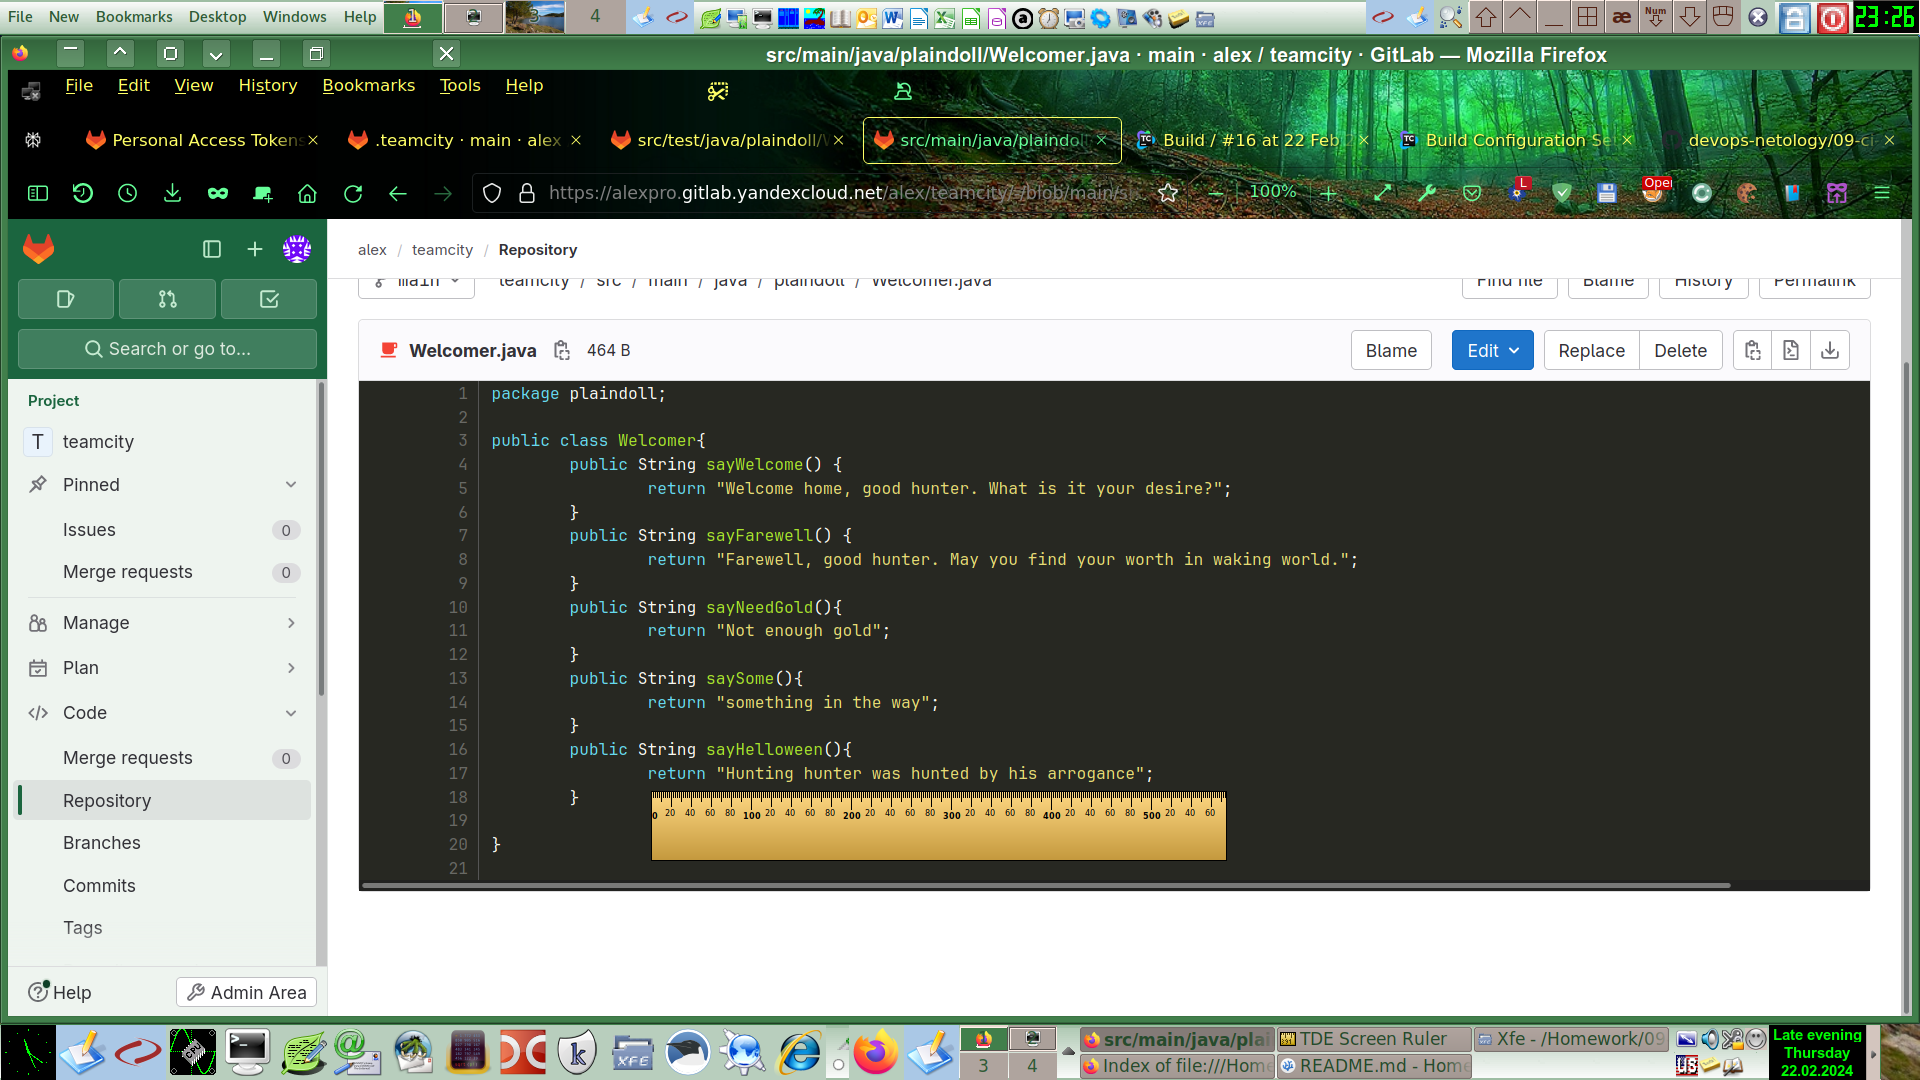 File New Bookmarks Desktop Windows Help 1 3 4 Num 23:26
src/main/java/plaindoll/Welcomer.java · main · alex / teamcity · GitLab — Mozilla Firefox
File Edit View History Bookmarks Tools Help
Personal Access Tokens .teamcity · main · alex src/test/java/plaindoll/ src/main/java/plaindoll Build / #16 at 22 Feb Build Configuration Se devops-netology/09-ci
https://alexpro.gitlab.yandexcloud.net/alex/teamcity/-/blob/main/s 100% L Open
alex / teamcity / Repository
main teamcity / src / main / java / plaindoll / Welcomer.java Find file Blame History Permalink
Search or go to...
Welcomer.java 464 B Blame Edit Replace Delete
Project
T teamcity
Pinned
Issues 0
Merge requests 0
Manage
Plan
Code
Merge requests 0
Repository
Branches
Commits
Tags
Help Admin Area
1 package plaindoll;
2
3 public class Welcomer{
4 public String sayWelcome() {
5 return "Welcome home, good hunter. What is it your desire?";
6 }
7 public String sayFarewell() {
8 return "Farewell, good hunter. May you find your worth in waking world.";
9 }
10 public String sayNeedGold(){
11 return "Not enough gold";
12 }
13 public String saySome(){
14 return "something in the way";
15 }
16 public String sayHelloween(){
17 return "Hunting hunter was hunted by his arrogance";
18 }
19
20 }
21
0 20 40 60 80 100 20 40 60 80 200 20 40 60 80 300 20 40 60 80 400 20 40 60 80 500 20 40 60
src/main/java/plai TDE Screen Ruler Xfe - /Homework/09
3 4 Index of file:///Home README.md - Home
US
Late evening
Thursday
22.02.2024